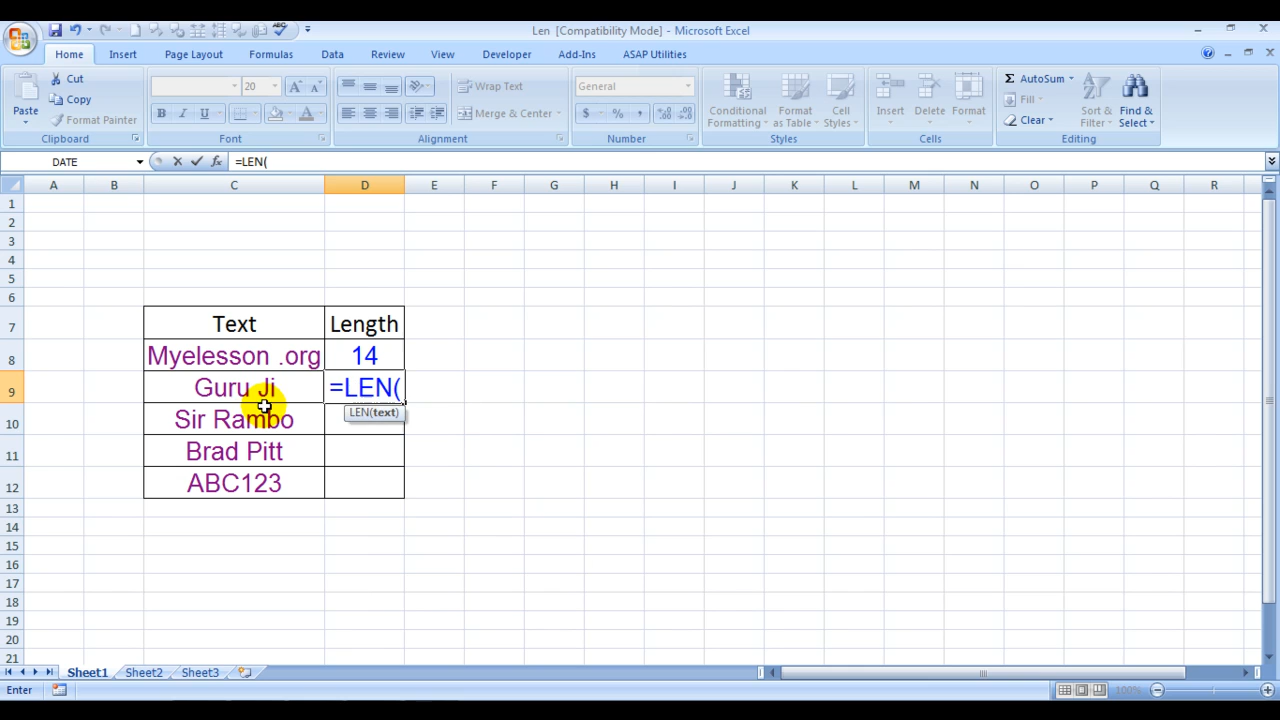 Len [Compatibility Mode] - Microsoft Excel
Home Insert Page Layout Formulas Data Review View Developer Add-Ins ASAP Utilities
Paste Cut Copy Format Painter
20
Wrap Text
Merge & Center
General
$ % ,
Conditional Formatting Format as Table Cell Styles
Insert Delete Format
Σ AutoSum
Fill
Clear
Sort & Filter Find & Select
Clipboard Font Alignment Number Styles Cells Editing
DATE =LEN(
A B C D E F G H I J K L M N O P Q R
1
2
3
4
5
6
7 Text Length
8 Myelesson .org 14
9 Guru Ji =LEN(
LEN(text)
10 Sir Rambo
11 Brad Pitt
12 ABC123
13
14
15
16
17
18
19
20
21
Sheet1 Sheet2 Sheet3
Enter 100%